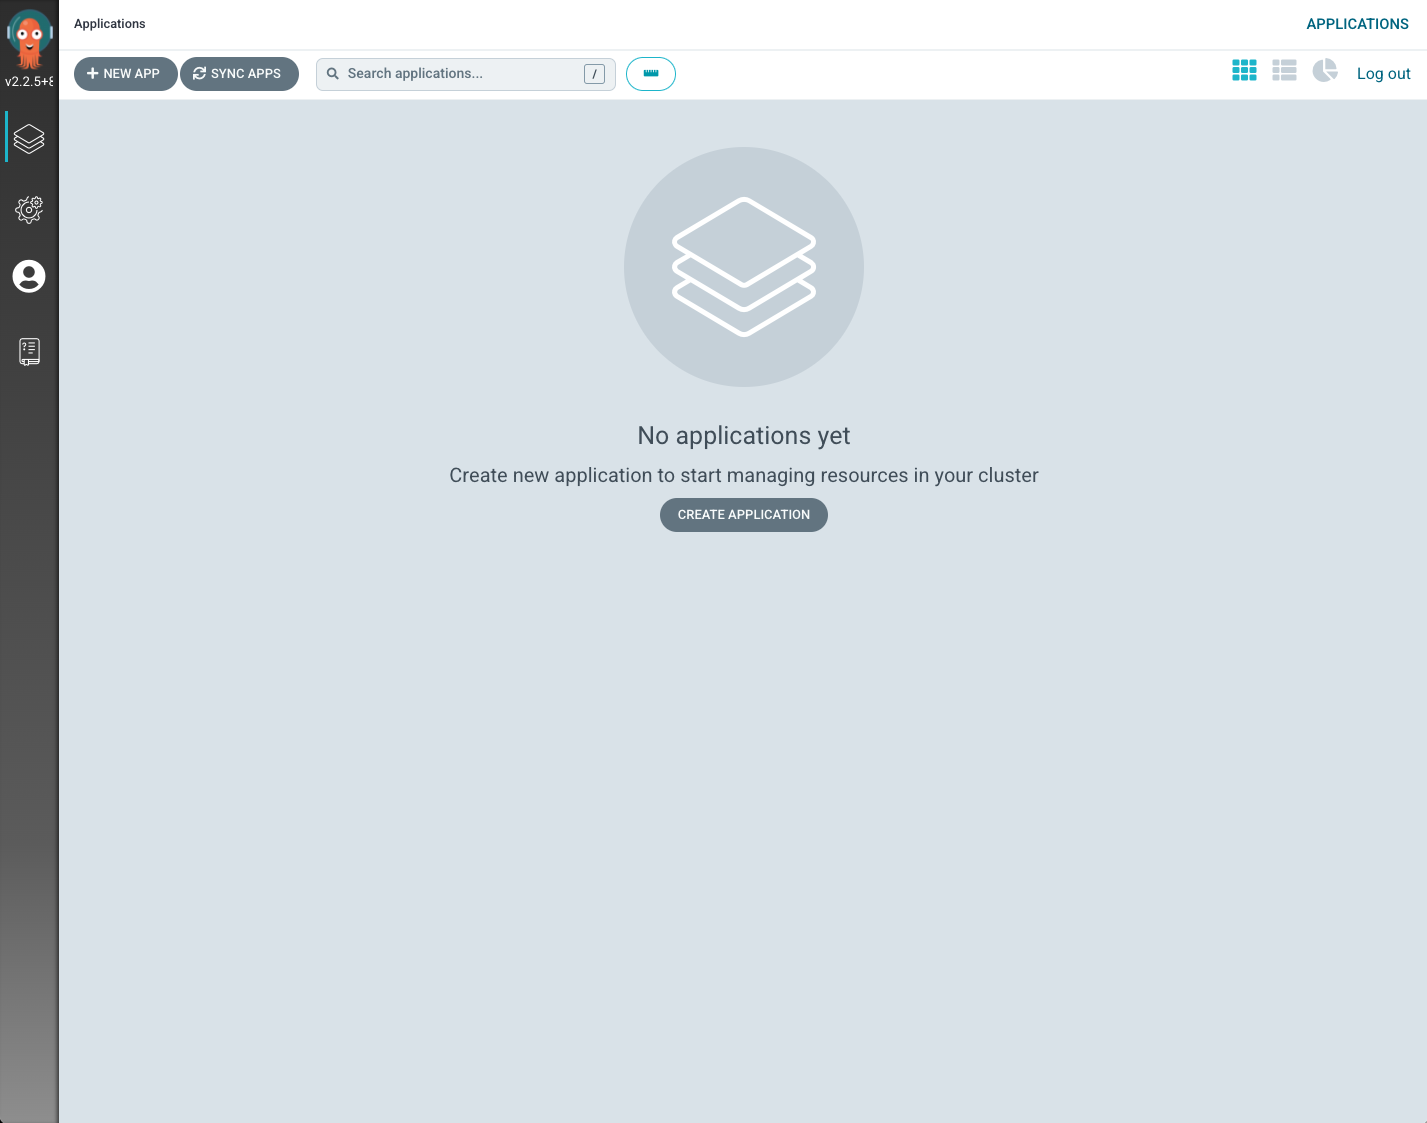 Applications
APPLICATIONS
v2.2.5+8
NEW APP
SYNC APPS
Search applications...
/
Log out
No applications yet
Create new application to start managing resources in your cluster
CREATE APPLICATION